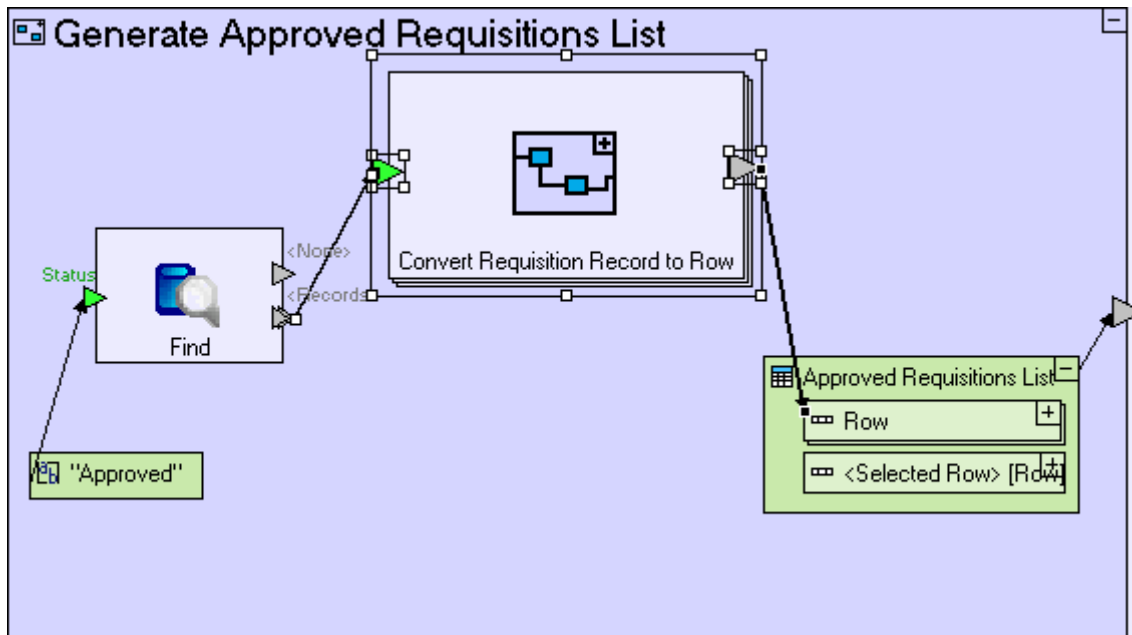 Generate Approved Requisitions List
Convert Requisition Record to Row
<None>
Status
<Records
Find
Approved Requisitions List
Row
"Approved"
<Selected Row> [Row]